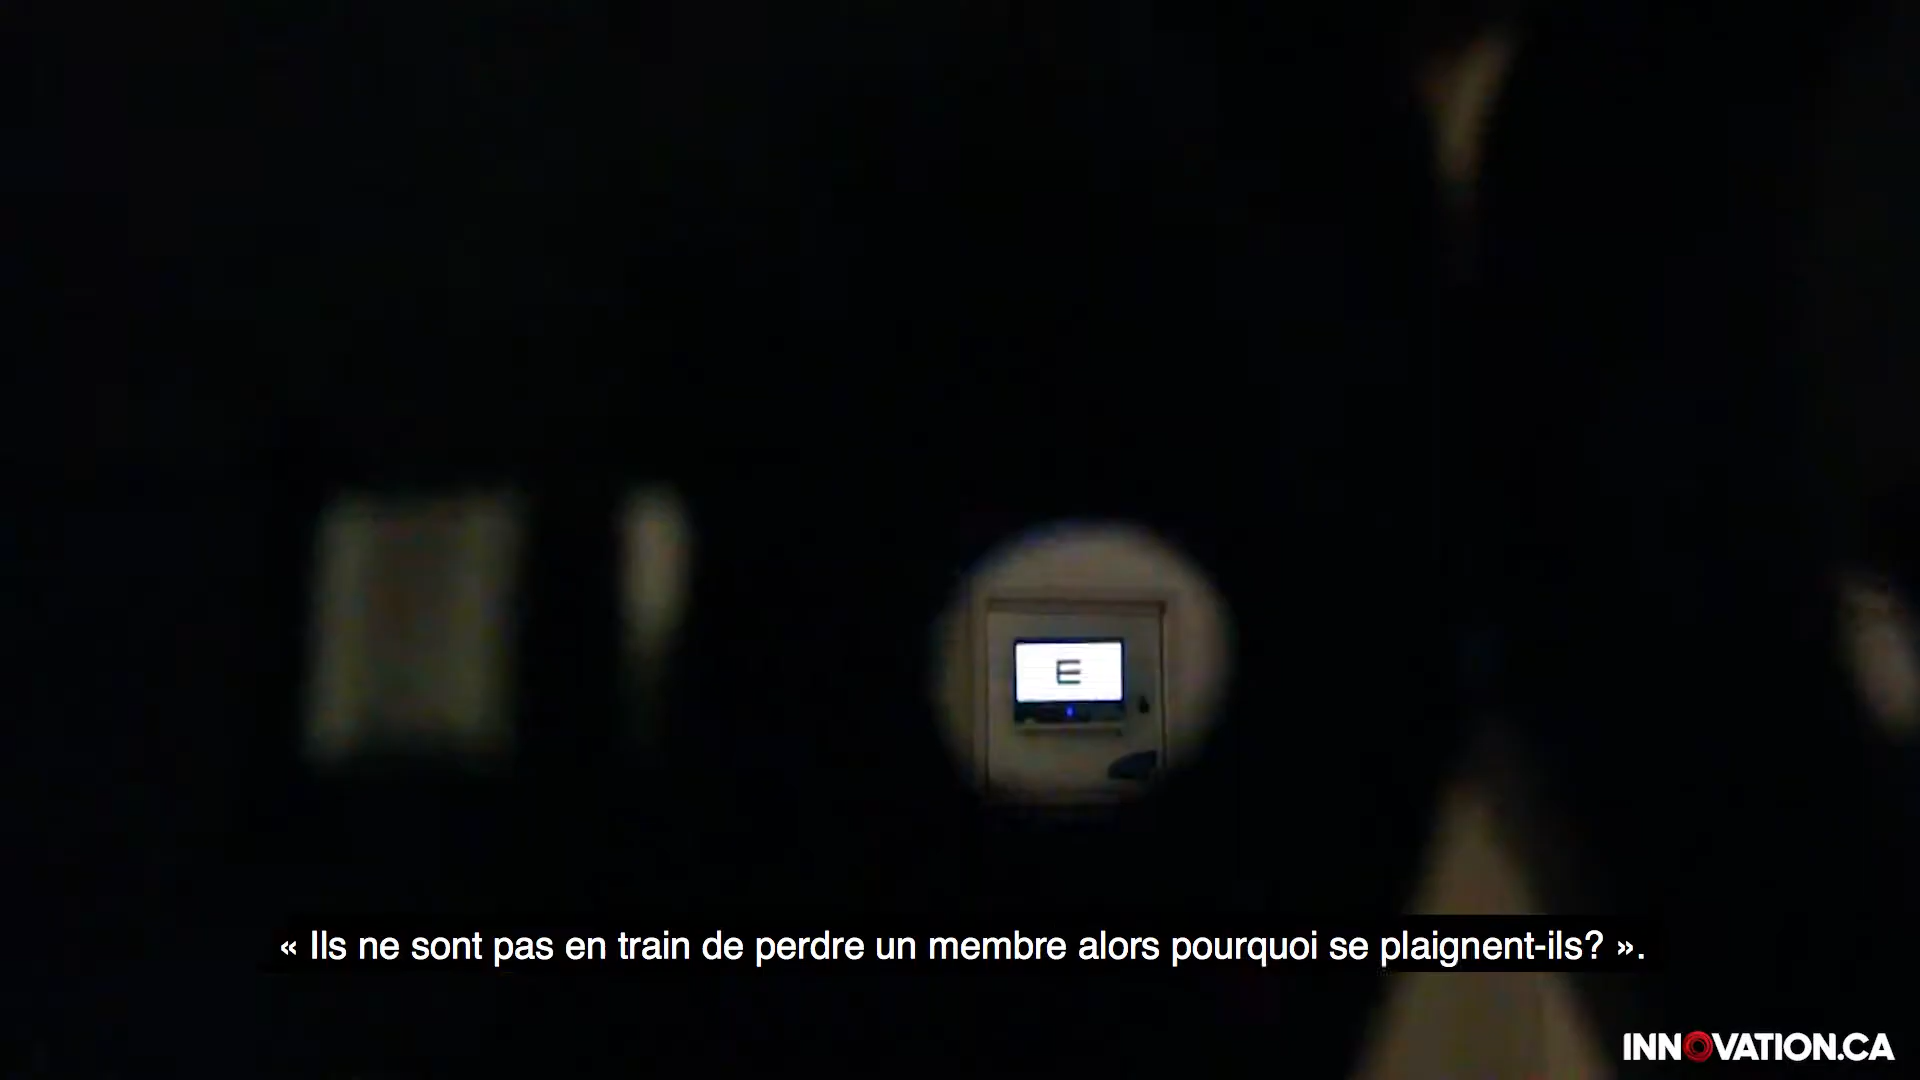 E
« Ils ne sont pas en train de perdre un membre alors pourquoi se plaignent-ils? ».
INNOVATION.CA